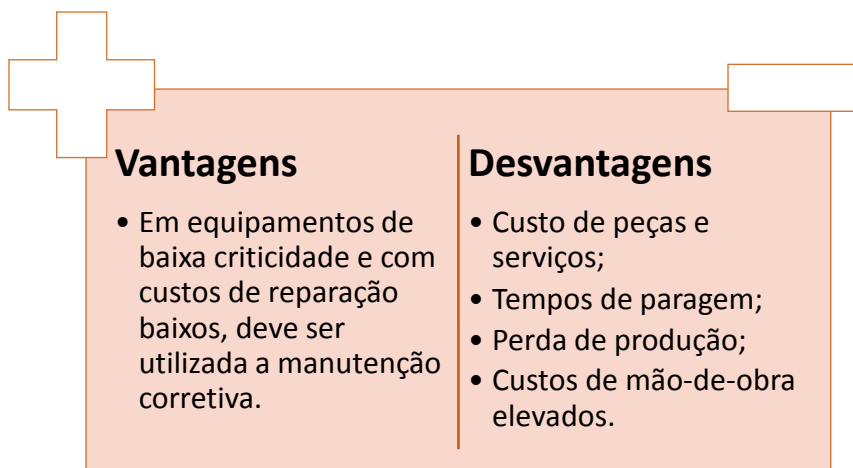 Vantagens
• Em equipamentos de
baixa criticidade e com
custos de reparação
baixos, deve ser
utilizada a manutenção
corretiva.
Desvantagens
• Custo de peças e
serviços;
• Tempos de paragem;
• Perda de produção;
• Custos de mão-de-obra
elevados.